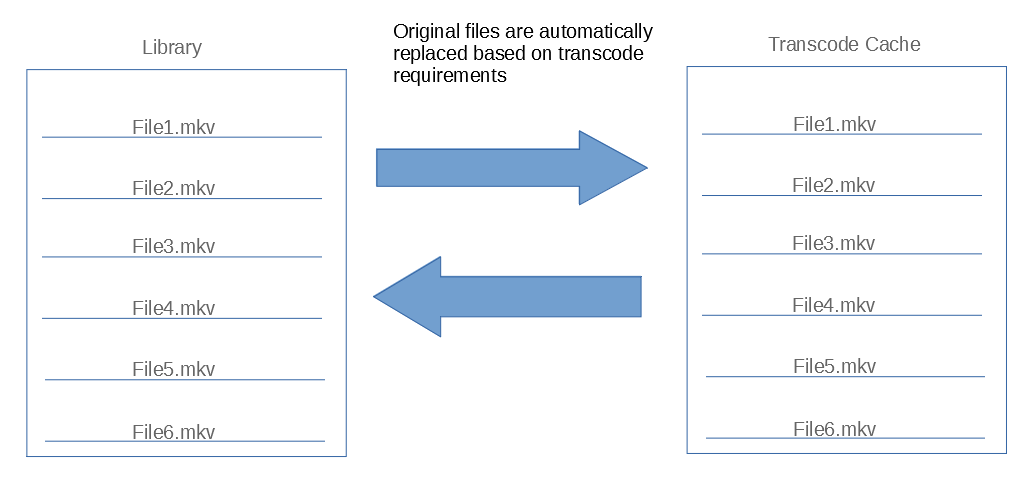 Library
File1.mkv
File2.mkv
File3.mkv
File4.mkv
File5.mkv
File6.mkv
Original files are automatically
replaced based on transcode
requirements
Transcode Cache
File1.mkv
File2.mkv
File3.mkv
File4.mkv
File5.mkv
File6.mkv